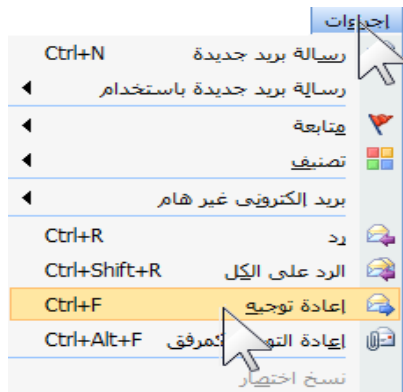 إجراءات
رسالة بريد جديدة Ctrl+N
رسالة بريد جديدة باستخدام
متابعة
تصنيف
بريد إلكتروني غير هام
رد Ctrl+R
الرد على الكل Ctrl+Shift+R
إعادة توجيه Ctrl+F
إعادة كمرفق Ctrl+Alt+F
نسخ اختصار